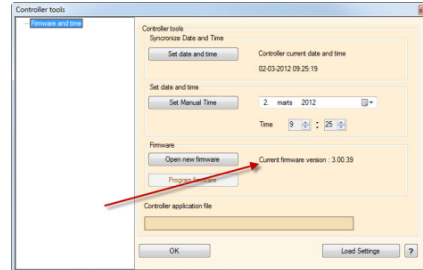 Controller tools
Firmware and time
Controller tools
Syncronize Date and Time
Set date and time
Controller current date and time
02-03-2012 09:25:19
Set date and time
Set Manual Time
2. marts 2012
Time 9 : 25
Firmware
Open new firmware
Current firmware version : 3.00.39
Program firmware
Controller application file
OK
Load Settings
?